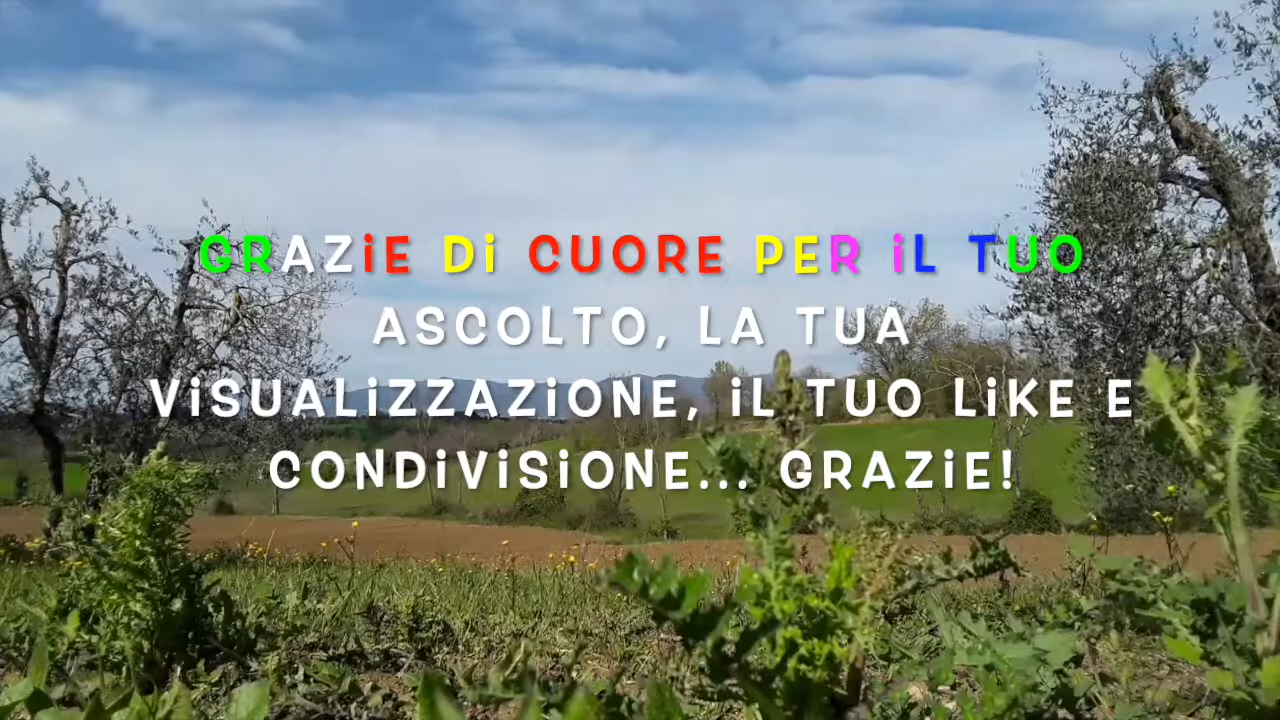 GRAZiE Di CUORE PER iL TUO
ASCOLTO, LA TUA
ViSUALiZZAZiONE, iL TUO LiKE E
CONDiViSiONE... GRAZiE!